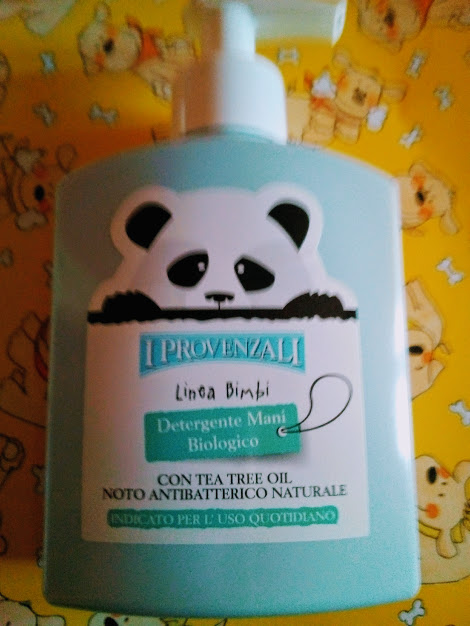 I PROVENZALI
Linea Bimbi
Detergente Mani
Biologico
CON TEA TREE OIL
NOTO ANTIBATTERICO NATURALE
INDICATO PER L' USO QUOTIDIANO